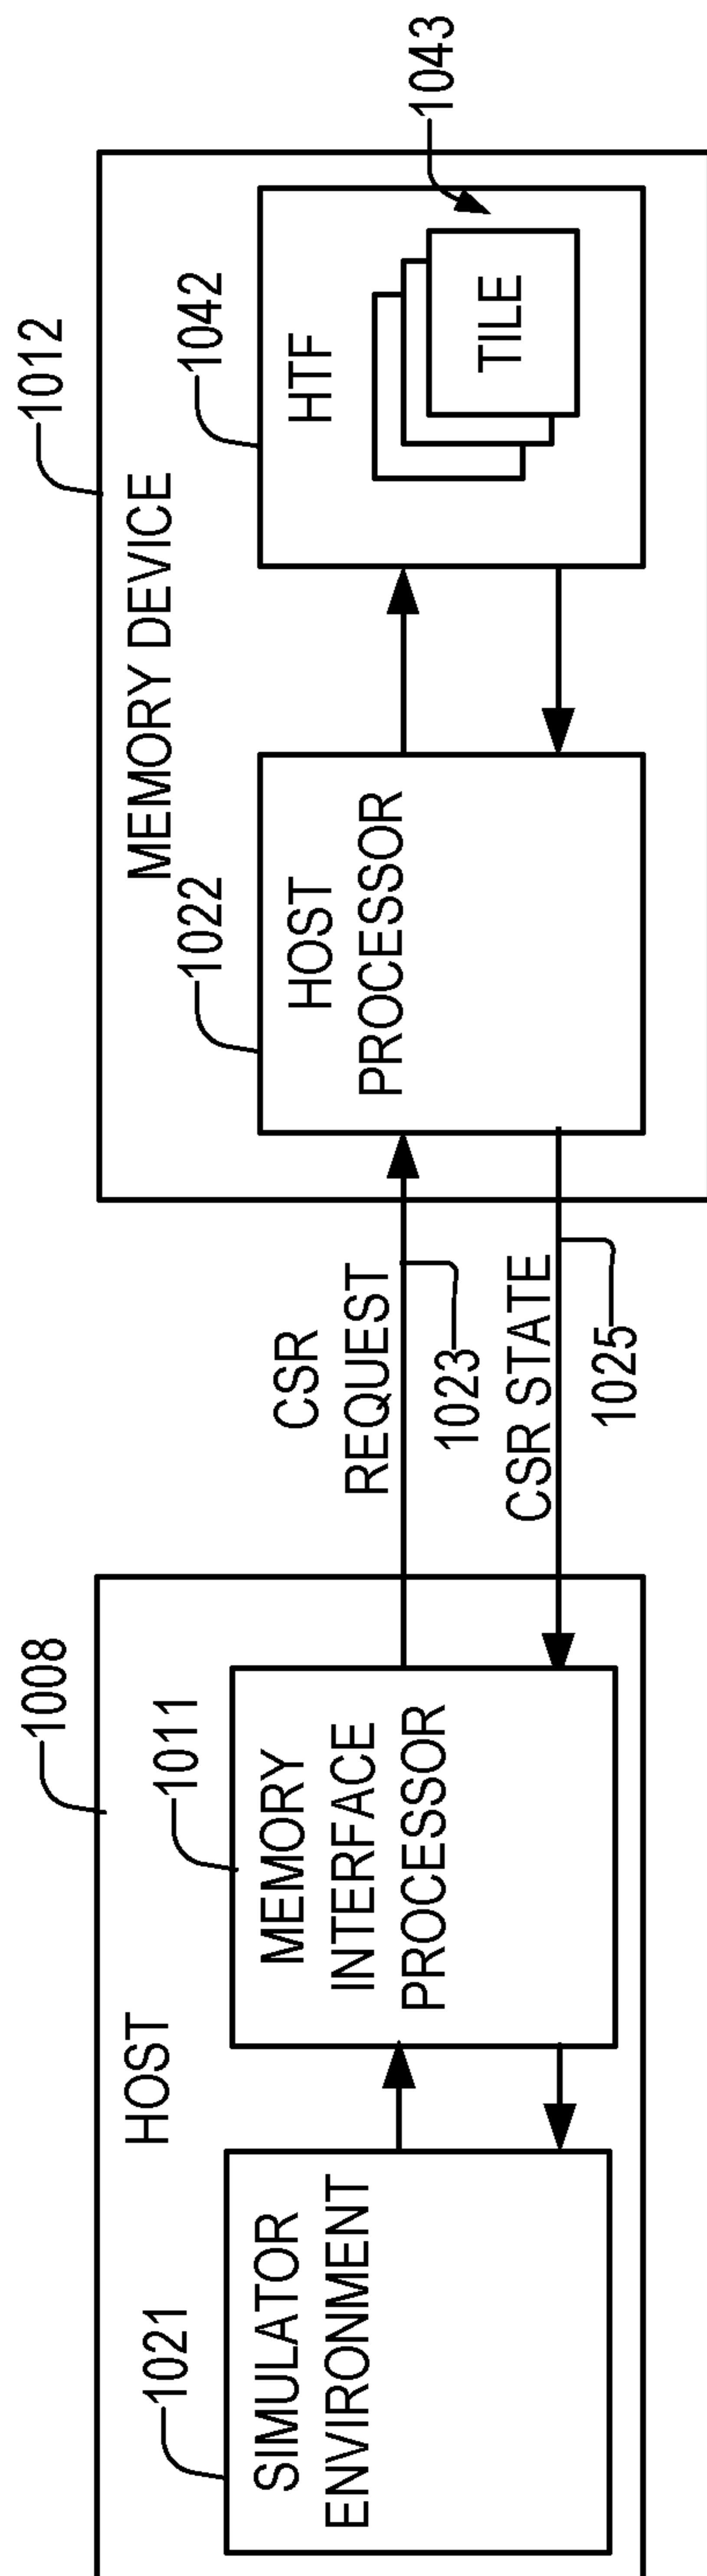 1008
HOST
1021
SIMULATOR
ENVIRONMENT
1011
MEMORY
INTERFACE
PROCESSOR
CSR
REQUEST
1023
CSR STATE
1025
1012
MEMORY DEVICE
1022
HOST
PROCESSOR
1042
HTF
TILE
1043